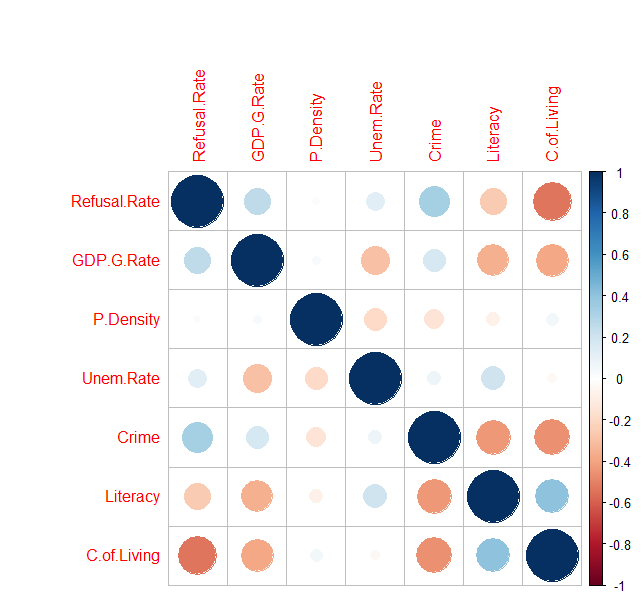 Refusal.Rate
GDP.G.Rate
P.Density
Unem.Rate
Crime
Literacy
C.of.Living
Refusal.Rate
GDP.G.Rate
P.Density
Unem.Rate
Crime
Literacy
C.of.Living
1
0.8
0.6
0.4
0.2
0
-0.2
-0.4
-0.6
-0.8
-1